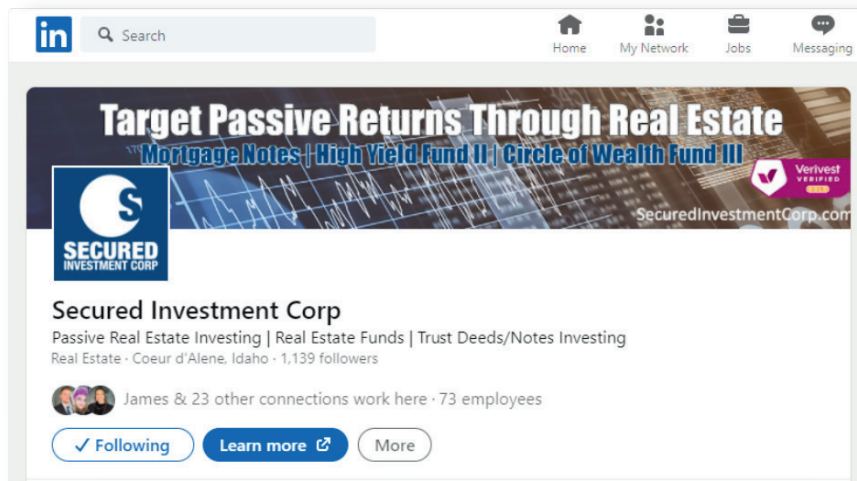 in
Search
Home
My Network
Jobs
Messaging
Target Passive Returns Through Real Estate
Mortgage Notes | High Yield Fund II | Circle of Wealth Fund III
Verivest
VERIFIED
SecuredInvestmentCorp.com
S
SECURED
INVESTMENT CORP
Secured Investment Corp
Passive Real Estate Investing | Real Estate Funds | Trust Deeds/Notes Investing
Real Estate · Coeur d'Alene, Idaho · 1,139 followers
James & 23 other connections work here · 73 employees
Following
Learn more
More